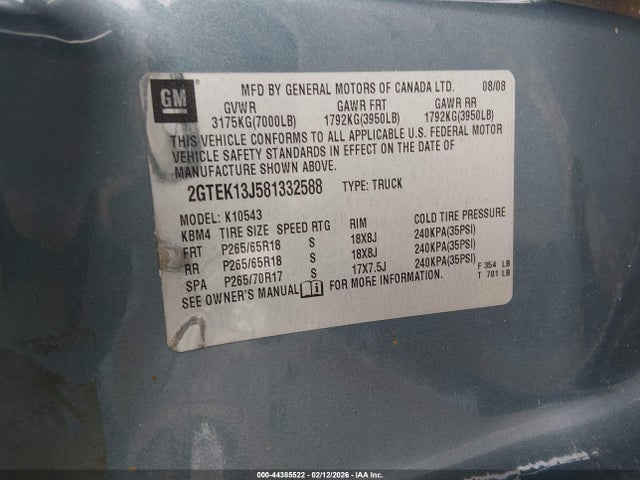 GM
MFD BY GENERAL MOTORS OF CANADA LTD. 08/08
GVWR GAWR FRT GAWR RR
3175KG(7000LB) 1792KG(3950LB) 1792KG(3950LB)
THIS VEHICLE CONFORMS TO ALL APPLICABLE U.S. FEDERAL MOTOR
VEHICLE SAFETY STANDARDS IN EFFECT ON THE DATE OF
MANUFACTURE SHOWN ABOVE.
2GTEK13J581332588 TYPE: TRUCK
MODEL: K10543
KBM4 TIRE SIZE SPEED RTG RIM COLD TIRE PRESSURE
FRT P265/65R18 S 18X8J 240KPA(35PSI)
RR P265/65R18 S 18X8J 240KPA(35PSI)
SPA P265/70R17 S 17X7.5J 240KPA(35PSI)
F 354 LB
T 701 LB
SEE OWNER'S MANUAL i FOR MORE INFORMATION.
000-44385522 - 02/12/2026 - IAA Inc.